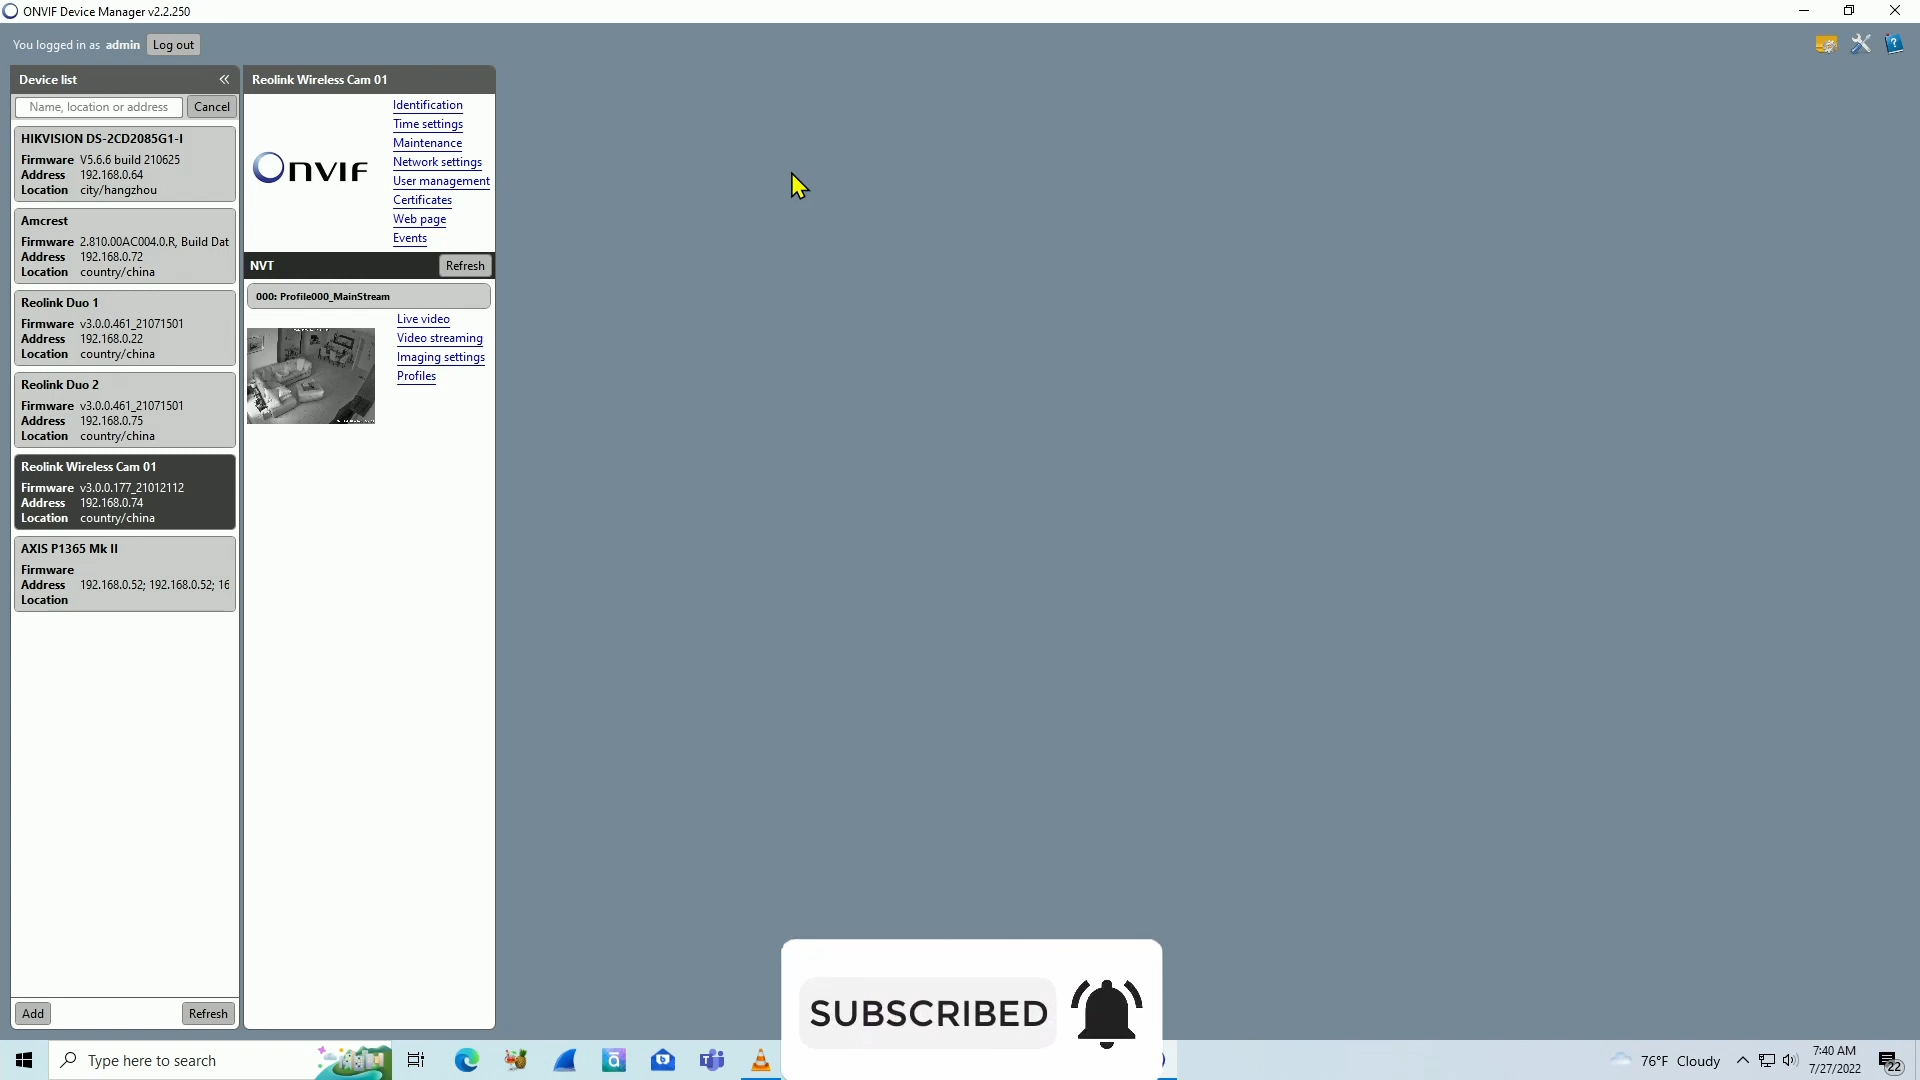 ONVIF Device Manager v2.2.250
You logged in as admin Log out
Device list «
Name, location or address Cancel
HIKVISION DS-2CD2085G1-I
Firmware V5.6.6 build 210625
Address 192.168.0.64
Location city/hangzhou
Amcrest
Firmware 2.810.00AC004.0.R, Build Dat
Address 192.168.0.72
Location country/china
Reolink Duo 1
Firmware v3.0.0.461_21071501
Address 192.168.0.22
Location country/china
Reolink Duo 2
Firmware v3.0.0.461_21071501
Address 192.168.0.75
Location country/china
Reolink Wireless Cam 01
Firmware v3.0.0.177_21012112
Address 192.168.0.74
Location country/china
AXIS P1365 Mk II
Firmware
Address 192.168.0.52; 192.168.0.52; 16
Location
Add Refresh
Reolink Wireless Cam 01
ONVIF
Identification
Time settings
Maintenance
Network settings
User management
Certificates
Web page
Events
NVT Refresh
000: Profile000_MainStream
Live video
Video streaming
Imaging settings
Profiles
SUBSCRIBED
Type here to search
76°F Cloudy
7:40 AM
7/27/2022
22